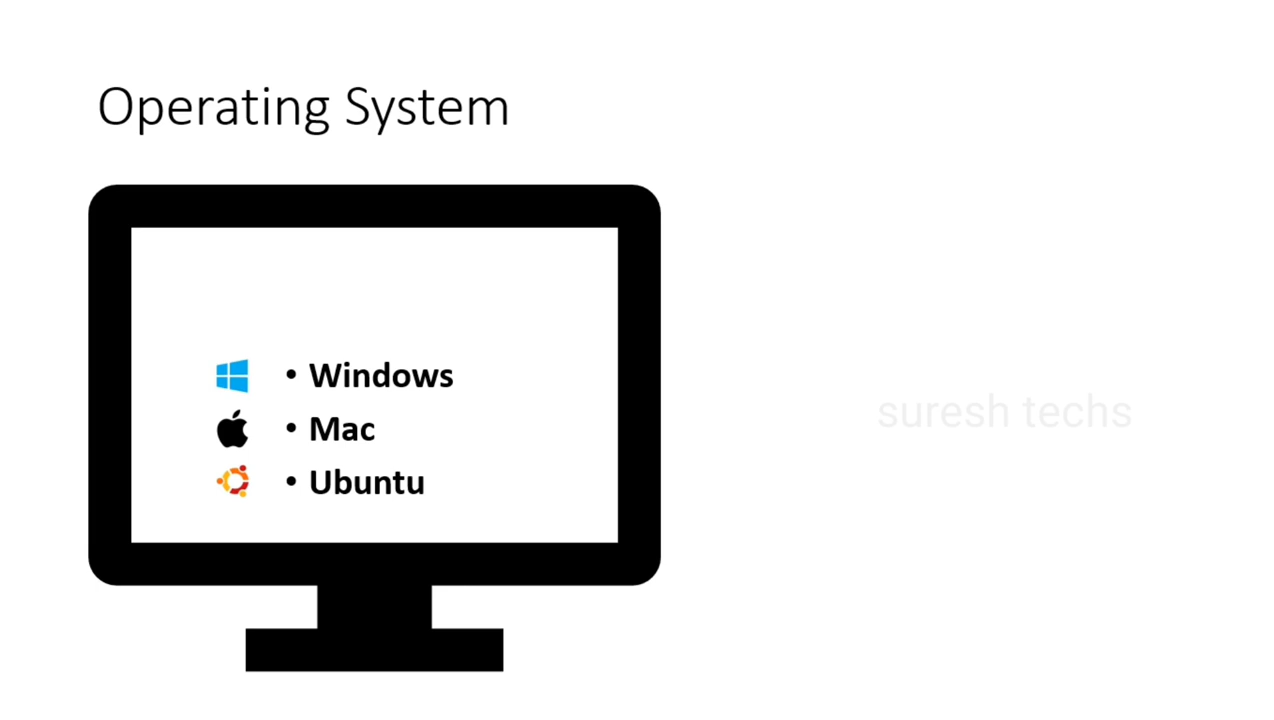 Operating System
• Windows
• Mac
• Ubuntu
suresh techs